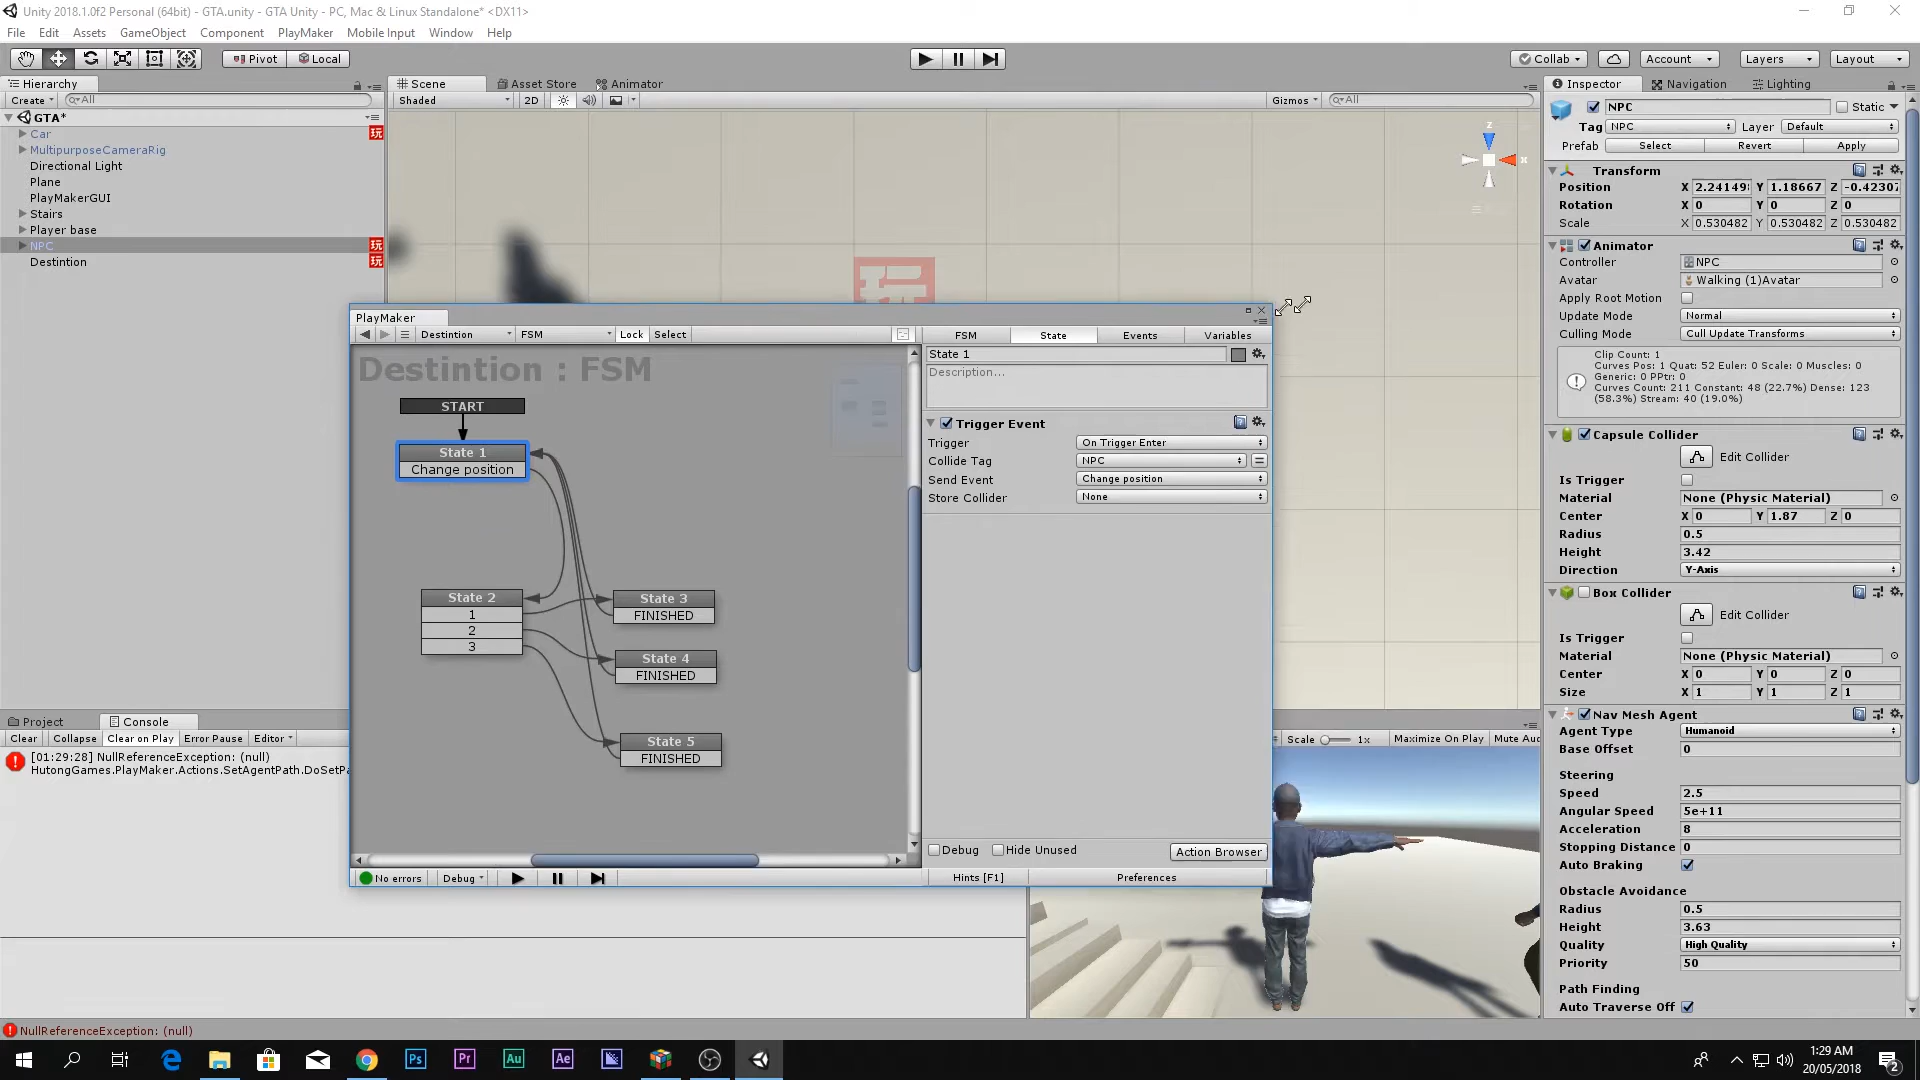 Unity 2018.1.0f2 Personal (64bit) - GTA.unity - GTA Unity - PC, Mac & Linux Standalone* <DX11>
File Edit Assets GameObject Component PlayMaker Mobile Input Window Help
Pivot Local Collab Account Layers Layout
Hierarchy Scene Asset Store Animator Inspector Navigation Lighting
Create All Shaded 2D Gizmos All
GTA*
Car 玩
MultipurposeCameraRig
Directional Light
Plane
PlayMakerGUI
Stairs
Player base
NPC 玩
Destintion 玩
z
x
玩
NPC Static
Tag NPC Layer Default
Prefab Select Revert Apply
Transform
Position X 2.24149 Y 1.18667 Z -0.42307
Rotation X 0 Y 0 Z 0
Scale X 0.530482 Y 0.530482 Z 0.530482
Animator
Controller NPC
Avatar Walking (1)Avatar
Apply Root Motion
Update Mode Normal
Culling Mode Cull Update Transforms
Clip Count: 1
Curves Pos: 1 Quat: 52 Euler: 0 Scale: 0 Muscles: 0
Generic: 0 PPtr: 0
Curves Count: 211 Constant: 48 (22.7%) Dense: 123
(58.3%) Stream: 40 (19.0%)
Capsule Collider
Edit Collider
Is Trigger
Material None (Physic Material)
Center X 0 Y 1.87 Z 0
Radius 0.5
Height 3.42
Direction Y-Axis
Box Collider
Edit Collider
Is Trigger
Material None (Physic Material)
Center X 0 Y 0 Z 0
Size X 1 Y 1 Z 1
Nav Mesh Agent
Agent Type Humanoid
Base Offset 0
Steering
Speed 2.5
Angular Speed 5e+11
Acceleration 8
Stopping Distance 0
Auto Braking
Obstacle Avoidance
Radius 0.5
Height 3.63
Quality High Quality
Priority 50
Path Finding
Auto Traverse Off
PlayMaker
Destintion FSM Lock Select
Destintion : FSM
START
State 1
Change position
State 2
1
2
3
State 3
FINISHED
State 4
FINISHED
State 5
FINISHED
No errors Debug
FSM State Events Variables
State 1
Description...
Trigger Event
Trigger On Trigger Enter
Collide Tag NPC
Send Event Change position
Store Collider None
Debug Hide Unused Action Browser
Hints [F1] Preferences
Project Console
Clear Collapse Clear on Play Error Pause Editor
[01:29:28] NullReferenceException: (null)
HutongGames.PlayMaker.Actions.SetAgentPath.DoSetPa
Scale 1x Maximize On Play Mute Au
NullReferenceException: (null)
Ps Pr Au Ae
1:29 AM
20/05/2018
2